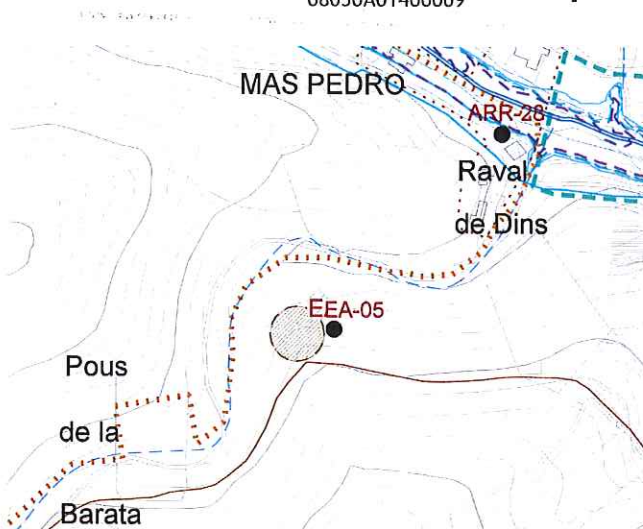 MAS PEDRO
ARR-28
Raval
de Dins
EEA-05
Pous
de la
Barata